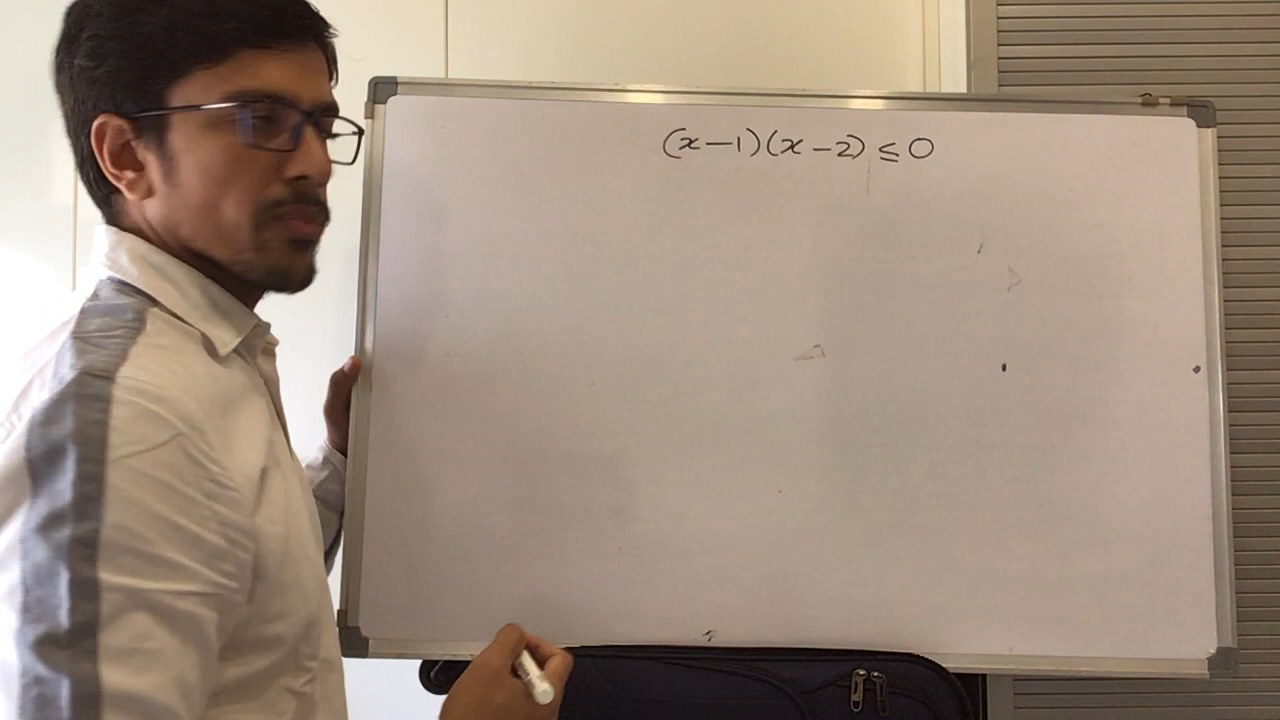 (x-1)(x-2) ≤ 0